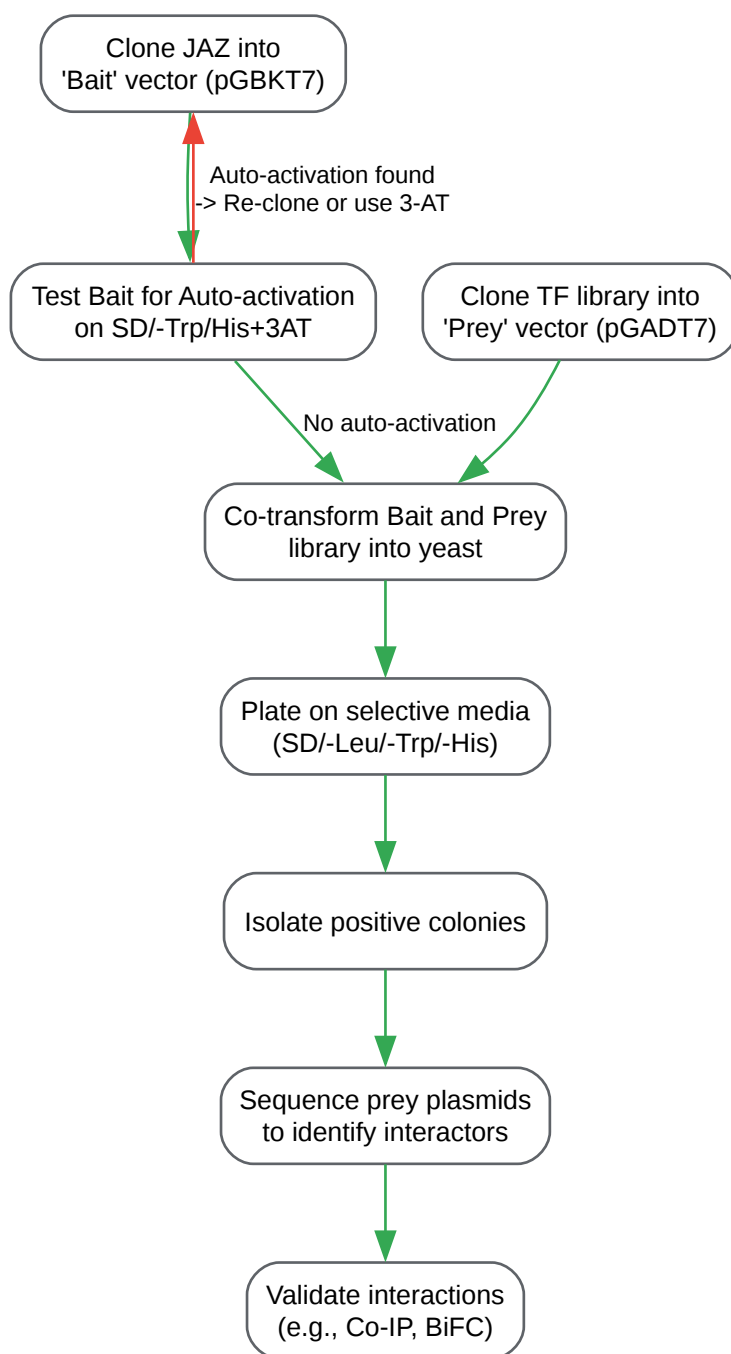 Clone JAZ into
'Bait' vector (pGBKT7)
Auto-activation found
-> Re-clone or use 3-AT
Test Bait for Auto-activation
on SD/-Trp/His+3AT
Clone TF library into
'Prey' vector (pGADT7)
No auto-activation
Co-transform Bait and Prey
library into yeast
Plate on selective media
(SD/-Leu/-Trp/-His)
Isolate positive colonies
Sequence prey plasmids
to identify interactors
Validate interactions
(e.g., Co-IP, BiFC)